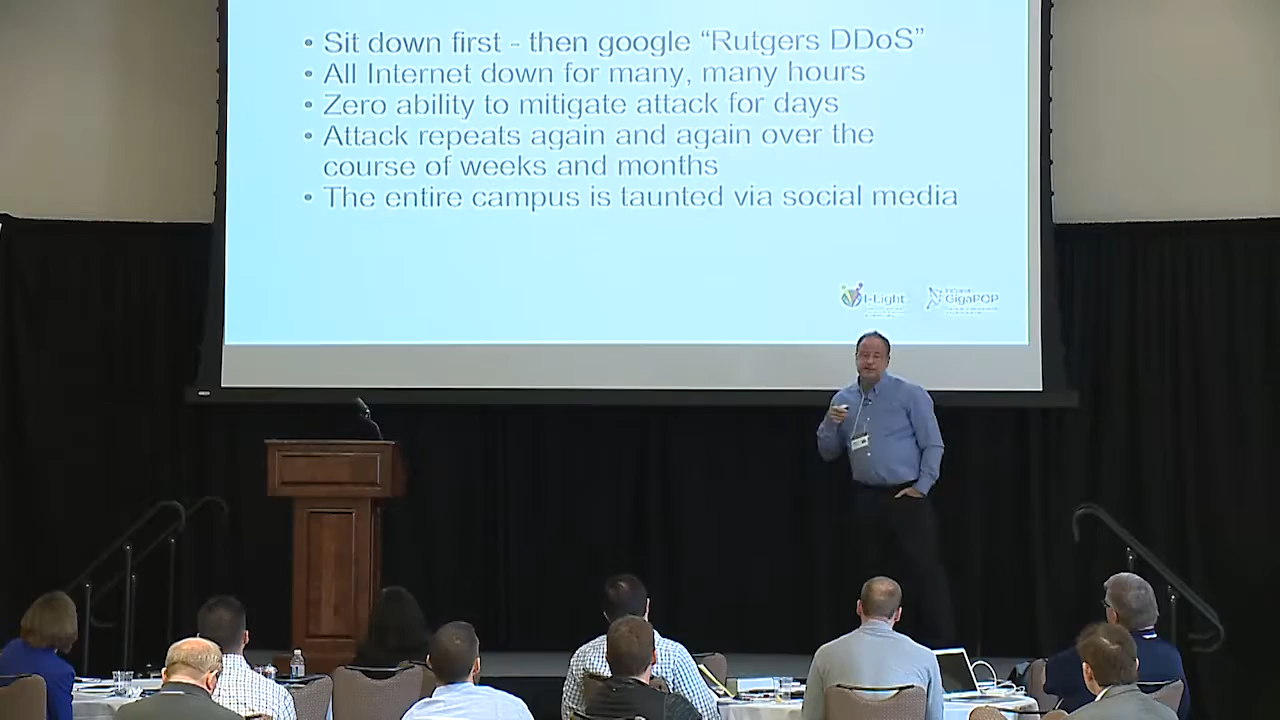 • Sit down first - then google “Rutgers DDoS”
• All Internet down for many, many hours
• Zero ability to mitigate attack for days
• Attack repeats again and again over the
course of weeks and months
• The entire campus is taunted via social media
I-Light
Indiana
GigaPOP